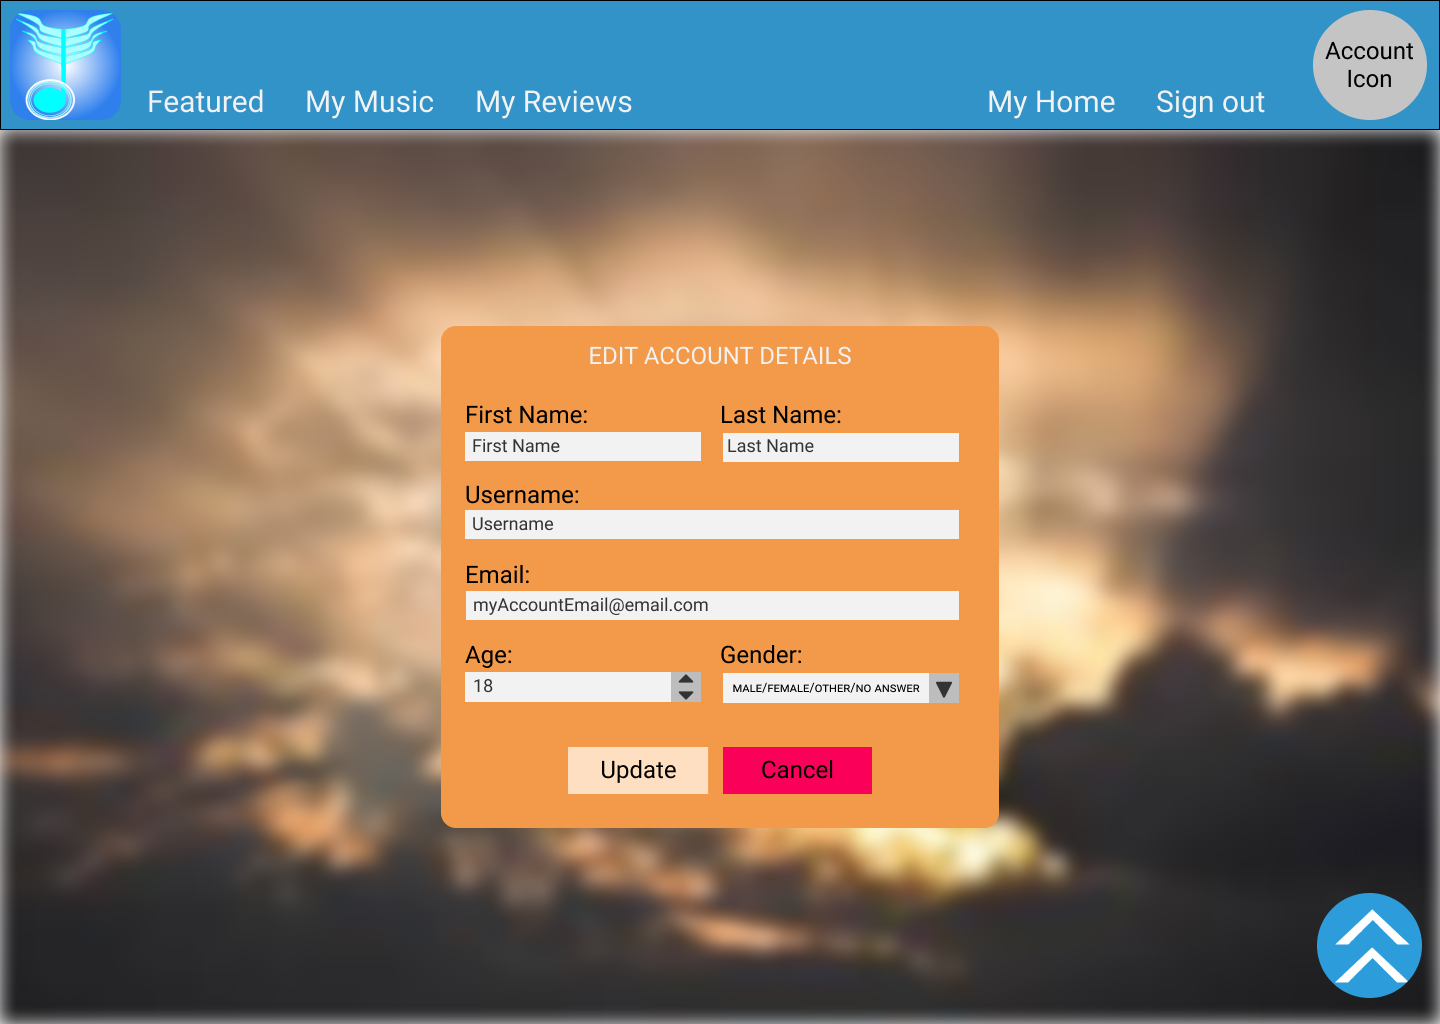 Featured My Music My Reviews My Home Sign out
Account
Icon
EDIT ACCOUNT DETAILS
First Name: Last Name:
First Name Last Name
Username:
Username
Email:
myAccountEmail@email.com
Age: Gender:
18 MALE/FEMALE/OTHER/NO ANSWER
Update Cancel